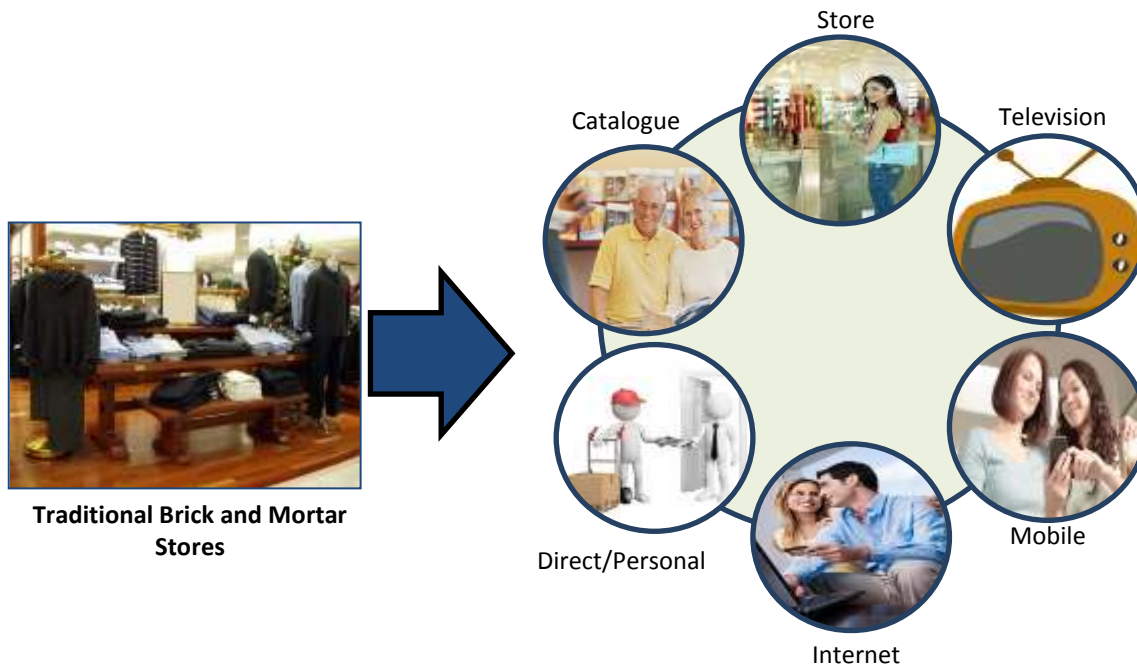 Store
Catalogue
Television
Traditional Brick and Mortar
Stores
Direct/Personal
Mobile
Internet